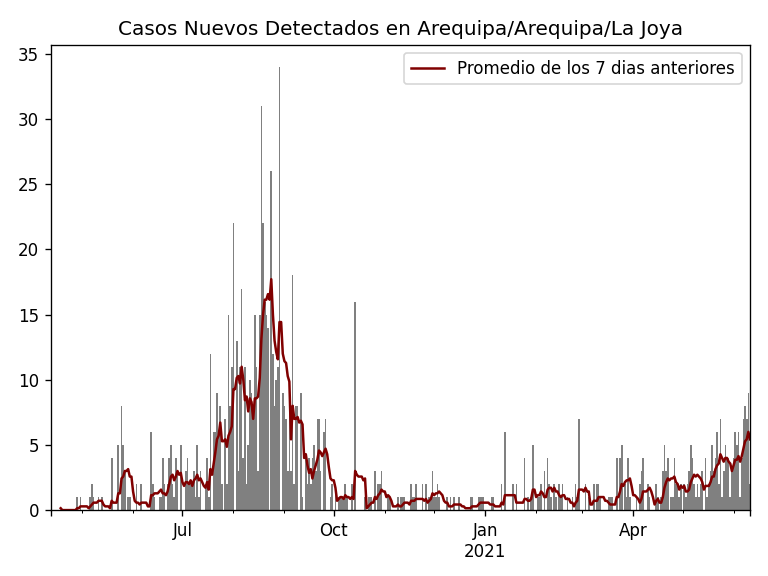 Casos Nuevos Detectados en Arequipa/Arequipa/La Joya
Promedio de los 7 dias anteriores
35
30
25
20
15
10
5
0
Jul
Oct
Jan
2021
Apr